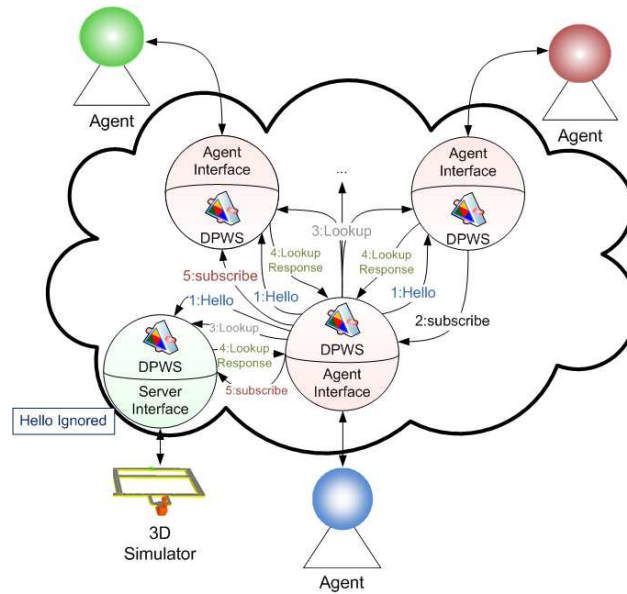 Agent
Agent
Agent
Interface
DPWS
Agent
Interface
DPWS
...
3:Lookup
4:Lookup
Response
4:Lookup
Response
5:subscribe
1:Hello
1:Hello
1:Hello
2:subscribe
3:Lookup
4:Lookup
Response
5:subscribe
DPWS
Server
Interface
DPWS
Agent
Interface
Hello Ignored
3D
Simulator
Agent